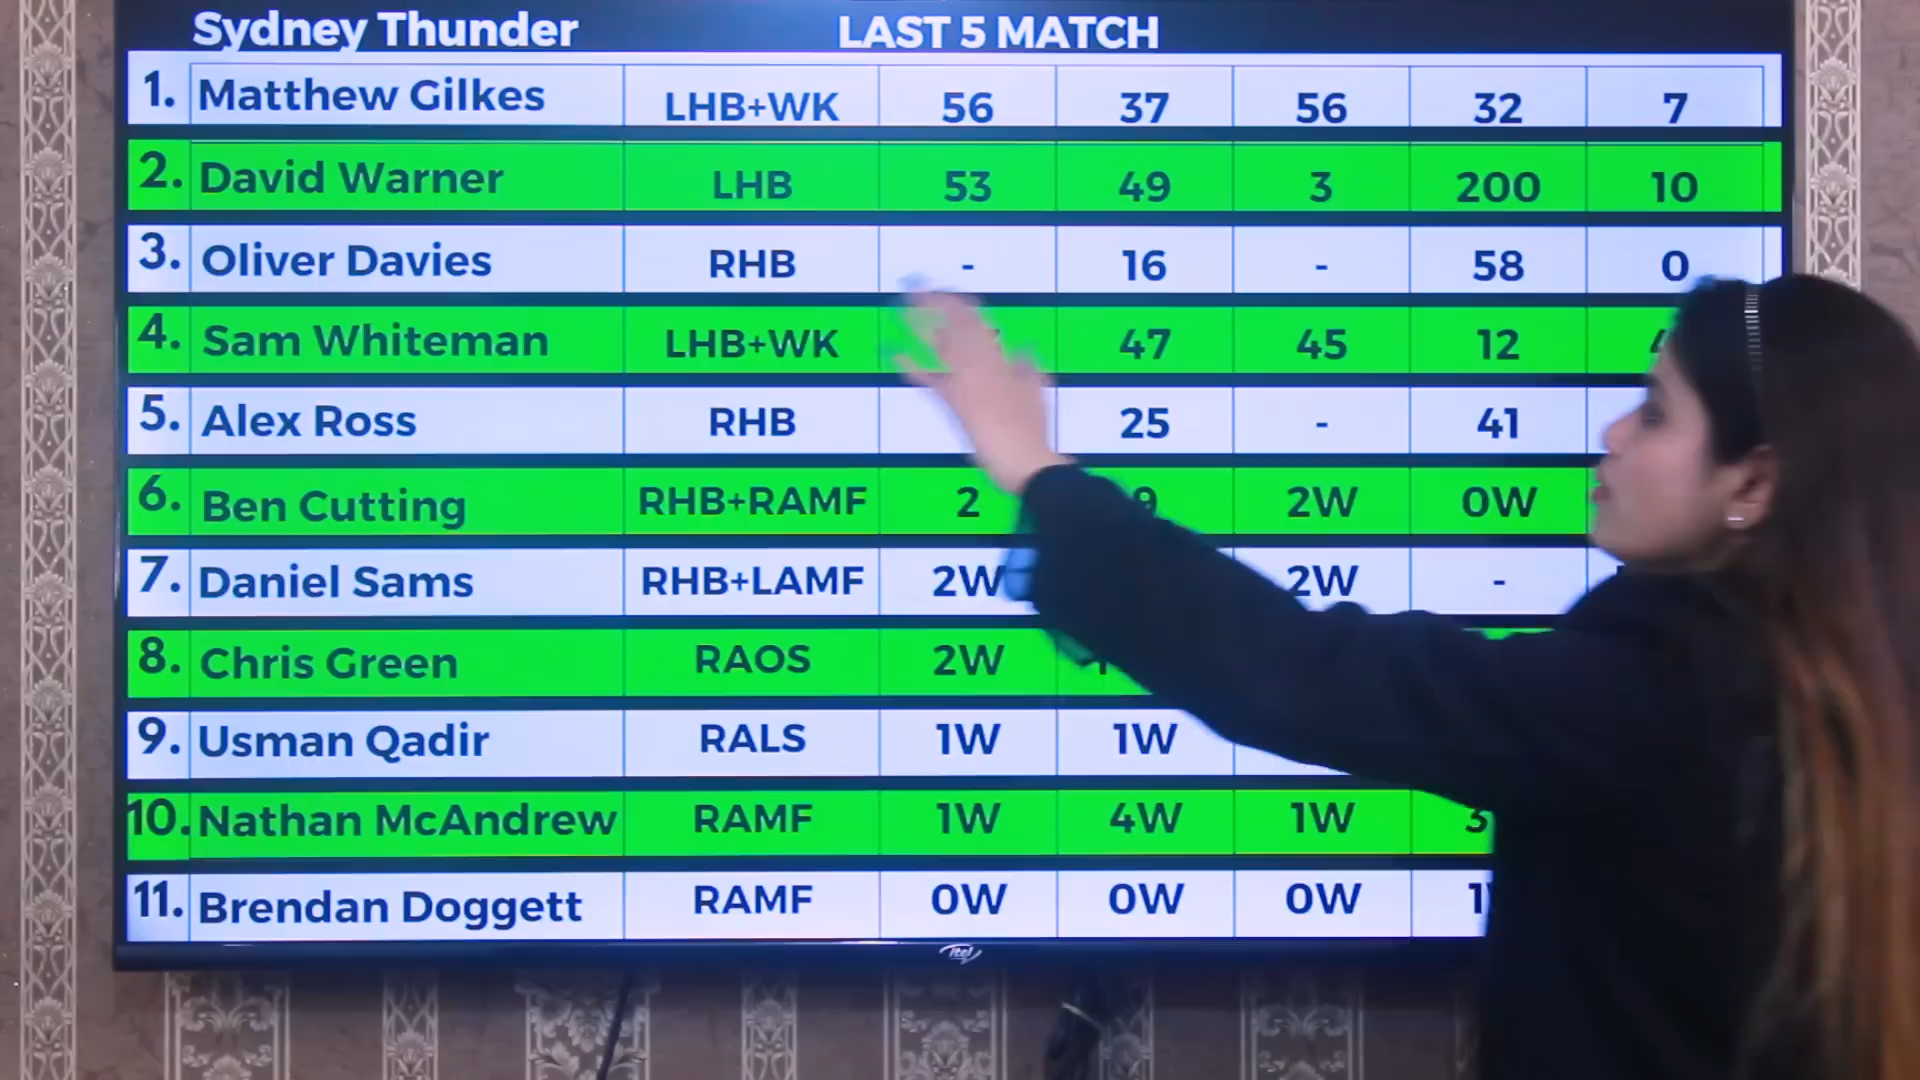 Sydney Thunder LAST 5 MATCH
1. Matthew Gilkes LHB+WK 56 37 56 32 7
2. David Warner LHB 53 49 3 200 10
3. Oliver Davies RHB - 16 - 58 0
4. Sam Whiteman LHB+WK 47 45 12
5. Alex Ross RHB 25 - 41
6. Ben Cutting RHB+RAMF 2 9 2W 0W
7. Daniel Sams RHB+LAMF 2W 2W -
8. Chris Green RAOS 2W
9. Usman Qadir RALS 1W 1W
10. Nathan McAndrew RAMF 1W 4W 1W 3
11. Brendan Doggett RAMF 0W 0W 0W 1
itel